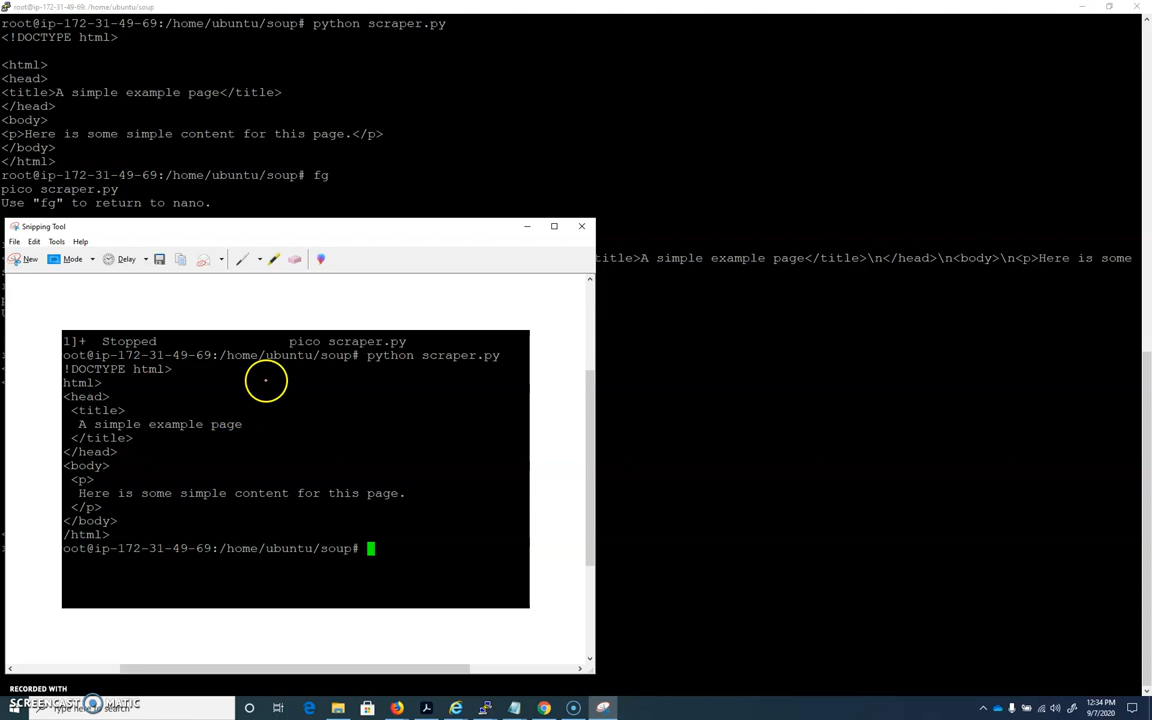 root@ip-172-31-49-69: /home/ubuntu/soup
root@ip-172-31-49-69:/home/ubuntu/soup# python scraper.py
<!DOCTYPE html>
<html>
<head>
<title>A simple example page</title>
</head>
<body>
<p>Here is some simple content for this page.</p>
</body>
</html>
root@ip-172-31-49-69:/home/ubuntu/soup# fg
pico scraper.py
Use "fg" to return to nano.
Snipping Tool
File Edit Tools Help
New Mode Delay
title>A simple example page</title>\n</head>\n<body>\n<p>Here is some
1]+  Stopped                 pico scraper.py
oot@ip-172-31-49-69:/home/ubuntu/soup# python scraper.py
!DOCTYPE html>
html>
<head>
<title>
A simple example page
</title>
</head>
<body>
<p>
Here is some simple content for this page.
</p>
</body>
/html>
oot@ip-172-31-49-69:/home/ubuntu/soup#
RECORDED WITH
SCREENCAST MATIC
Type here to search
12:34 PM
9/7/2020